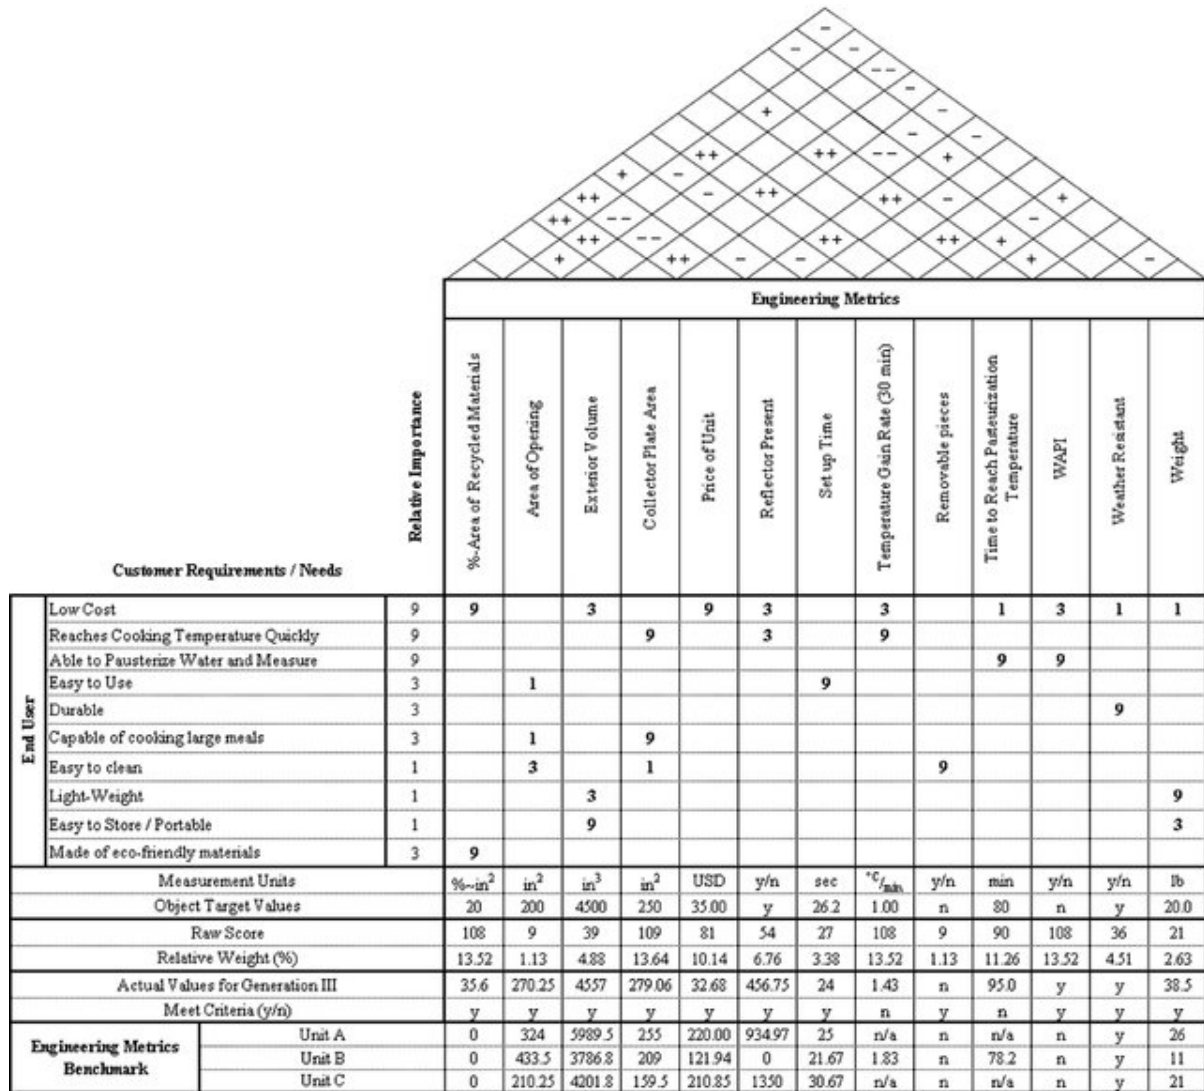 -
- -
-- 
-
+ -
- -
++ ++ -- +
+ -
++ - ++ ++ - +
++ -- -
++ -- ++ ++ +
+ ++ - - + -
Engineering Metrics
Customer Requirements / Needs
Relative Importance
%-Area of Recycled Materials
Area of Opening
Exterior Volume
Collector Plate Area
Price of Unit
Reflector Present
Set up Time
Temperature Gain Rate (30 min)
Removable pieces
Time to Reach Pasteurization
Temperature
WAPI
Weather Resistant
Weight
End User
Low Cost 9 9 3 9 3 3 1 3 1 1
Reaches Cooking Temperature Quickly 9 9 3 9
Able to Pausterize Water and Measure 9 9 9
Easy to Use 3 1 9
Durable 3 9
Capable of cooking large meals 3 1 9
Easy to clean 1 3 1 9
Light-Weight 1 3 9
Easy to Store / Portable 1 9 3
Made of eco-friendly materials 3 9
Measurement Units %~in² in² in³ in² USD y/n sec °C/min y/n min y/n y/n lb
Object Target Values 20 200 4500 250 35.00 y 26.2 1.00 n 80 n y 20.0
Raw Score 108 9 39 109 81 54 27 108 9 90 108 36 21
Relative Weight (%) 13.52 1.13 4.88 13.64 10.14 6.76 3.38 13.52 1.13 11.26 13.52 4.51 2.63
Actual Values for Generation III 35.6 270.25 4557 279.06 32.68 456.75 24 1.43 n 95.0 y y 38.5
Meet Criteria (y/n) y y y y y y y n y n y y y
Engineering Metrics
Benchmark
Unit A 0 324 5989.5 255 220.00 934.97 25 n/a n n/a n y 26
Unit B 0 433.5 3786.8 209 121.94 0 21.67 1.83 n 78.2 n y 11
Unit C 0 210.25 4201.8 159.5 210.85 1350 30.67 n/a n n/a n y 21